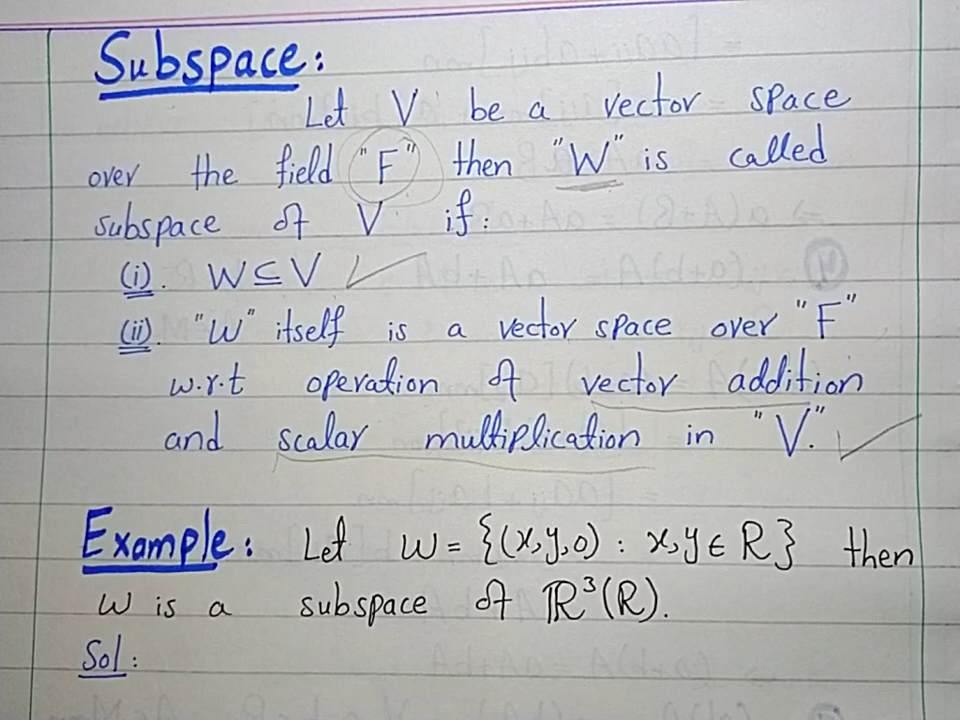 Subspace:
Let V be a vector space
over the field "F" then "W" is called
subspace of V if:
(i). W ⊆ V
(ii). "W" itself is a vector space over "F"
w.r.t operation of vector addition
and scalar multiplication in "V."
Example: Let W = {(x,y,0) : x,y ∈ R} then
W is a subspace of ℝ³(R).
Sol: